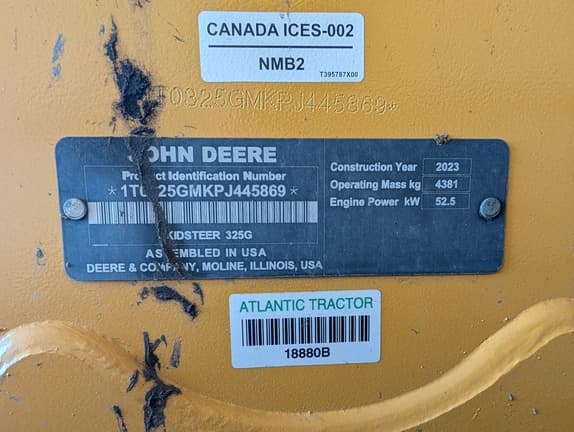 CANADA ICES-002
NMB2
T395787X00
1T0325GMKPJ445869*
JOHN DEERE
Product Identification Number
*1T0325GMKPJ445869*
SKIDSTEER 325G
ASSEMBLED IN USA
DEERE & COMPANY, MOLINE, ILLINOIS, USA
Construction Year 2023
Operating Mass kg 4381
Engine Power kW 52.5
ATLANTIC TRACTOR
18880B